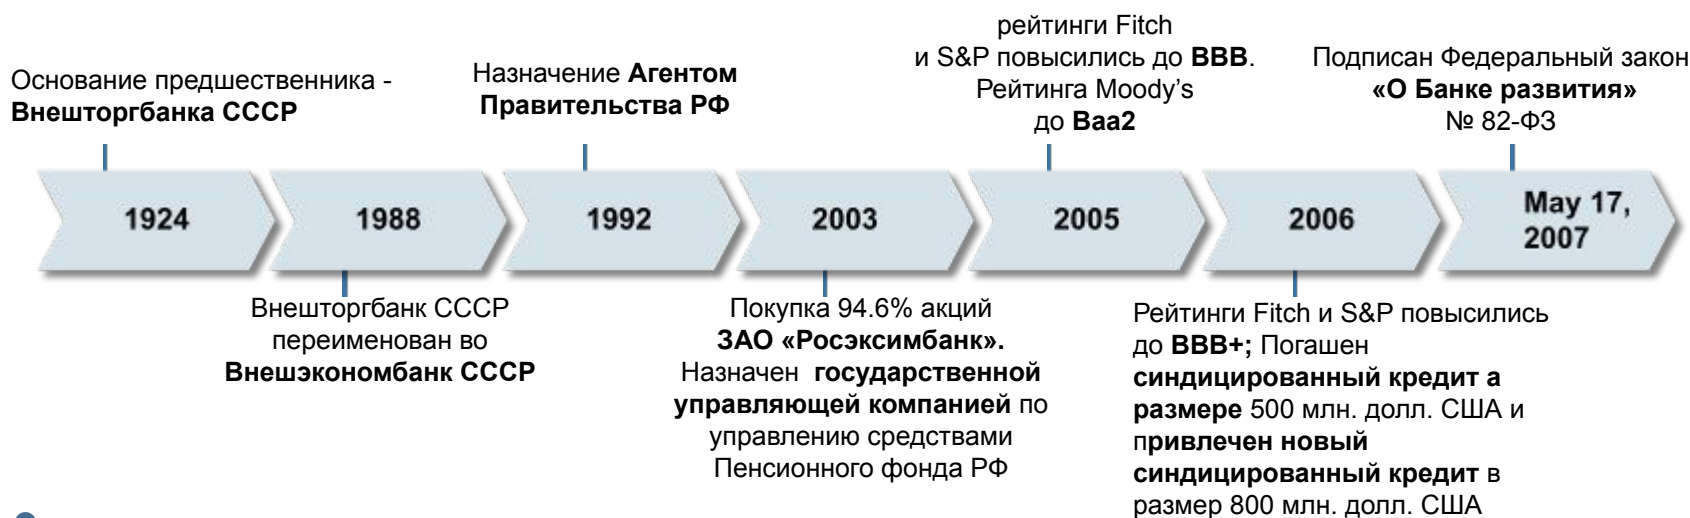 Основание предшественника -
Внешторгбанка СССР
Назначение Агентом
Правительства РФ
рейтинги Fitch
и S&P повысились до BBB.
Рейтинга Moody's
до Baa2
Подписан Федеральный закон
«О Банке развития»
№ 82-ФЗ
1924
1988
1992
2003
2005
2006
May 17,
2007
Внешторгбанк СССР
переименован во
Внешэкономбанк СССР
Покупка 94.6% акций
ЗАО «Росэксимбанк».
Назначен государственной
управляющей компанией по
управлению средствами
Пенсионного фонда РФ
Рейтинги Fitch и S&P повысились
до BBB+; Погашен
синдицированный кредит а
размере 500 млн. долл. США и
привлечен новый
синдицированный кредит в
размер 800 млн. долл. США